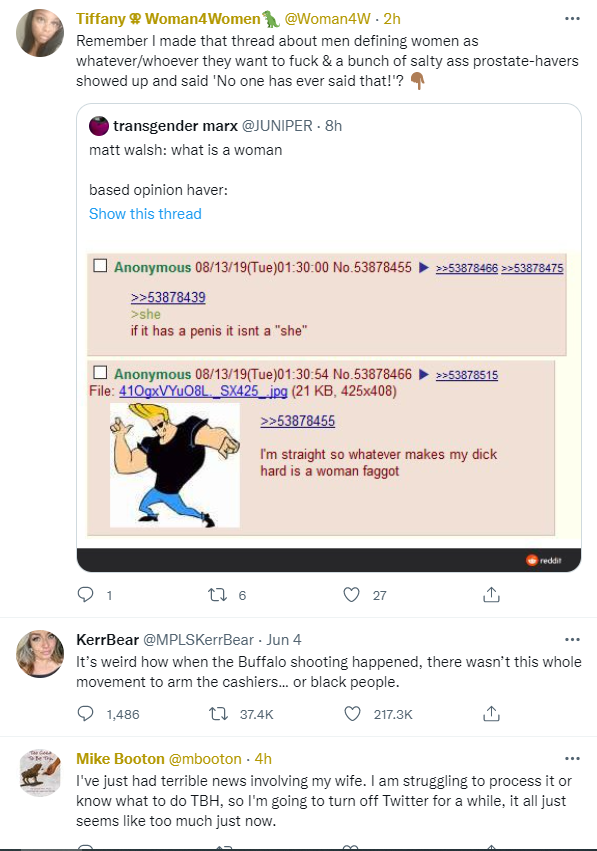 Tiffany Woman4Women @Woman4W · 2h
Remember I made that thread about men defining women as
whatever/whoever they want to fuck & a bunch of salty ass prostate-havers
showed up and said 'No one has ever said that!'?
transgender marx @JUNIPER · 8h
matt walsh: what is a woman
based opinion haver:
Show this thread
Anonymous 08/13/19(Tue)01:30:00 No.53878455 ▶ >>53878466 >>53878475
>>53878439
>she
if it has a penis it isnt a "she"
Anonymous 08/13/19(Tue)01:30:54 No.53878466 ▶ >>53878515
File: 41OgxVYuO8L._SX425_.jpg (21 KB, 425x408)
>>53878455
I'm straight so whatever makes my dick
hard is a woman faggot
reddit
1 6 27
KerrBear @MPLSKerrBear · Jun 4
It's weird how when the Buffalo shooting happened, there wasn't this whole
movement to arm the cashiers... or black people.
1,486 37.4K 217.3K
Mike Booton @mbooton · 4h
I've just had terrible news involving my wife. I am struggling to process it or
know what to do TBH, so I'm going to turn off Twitter for a while, it all just
seems like too much just now.